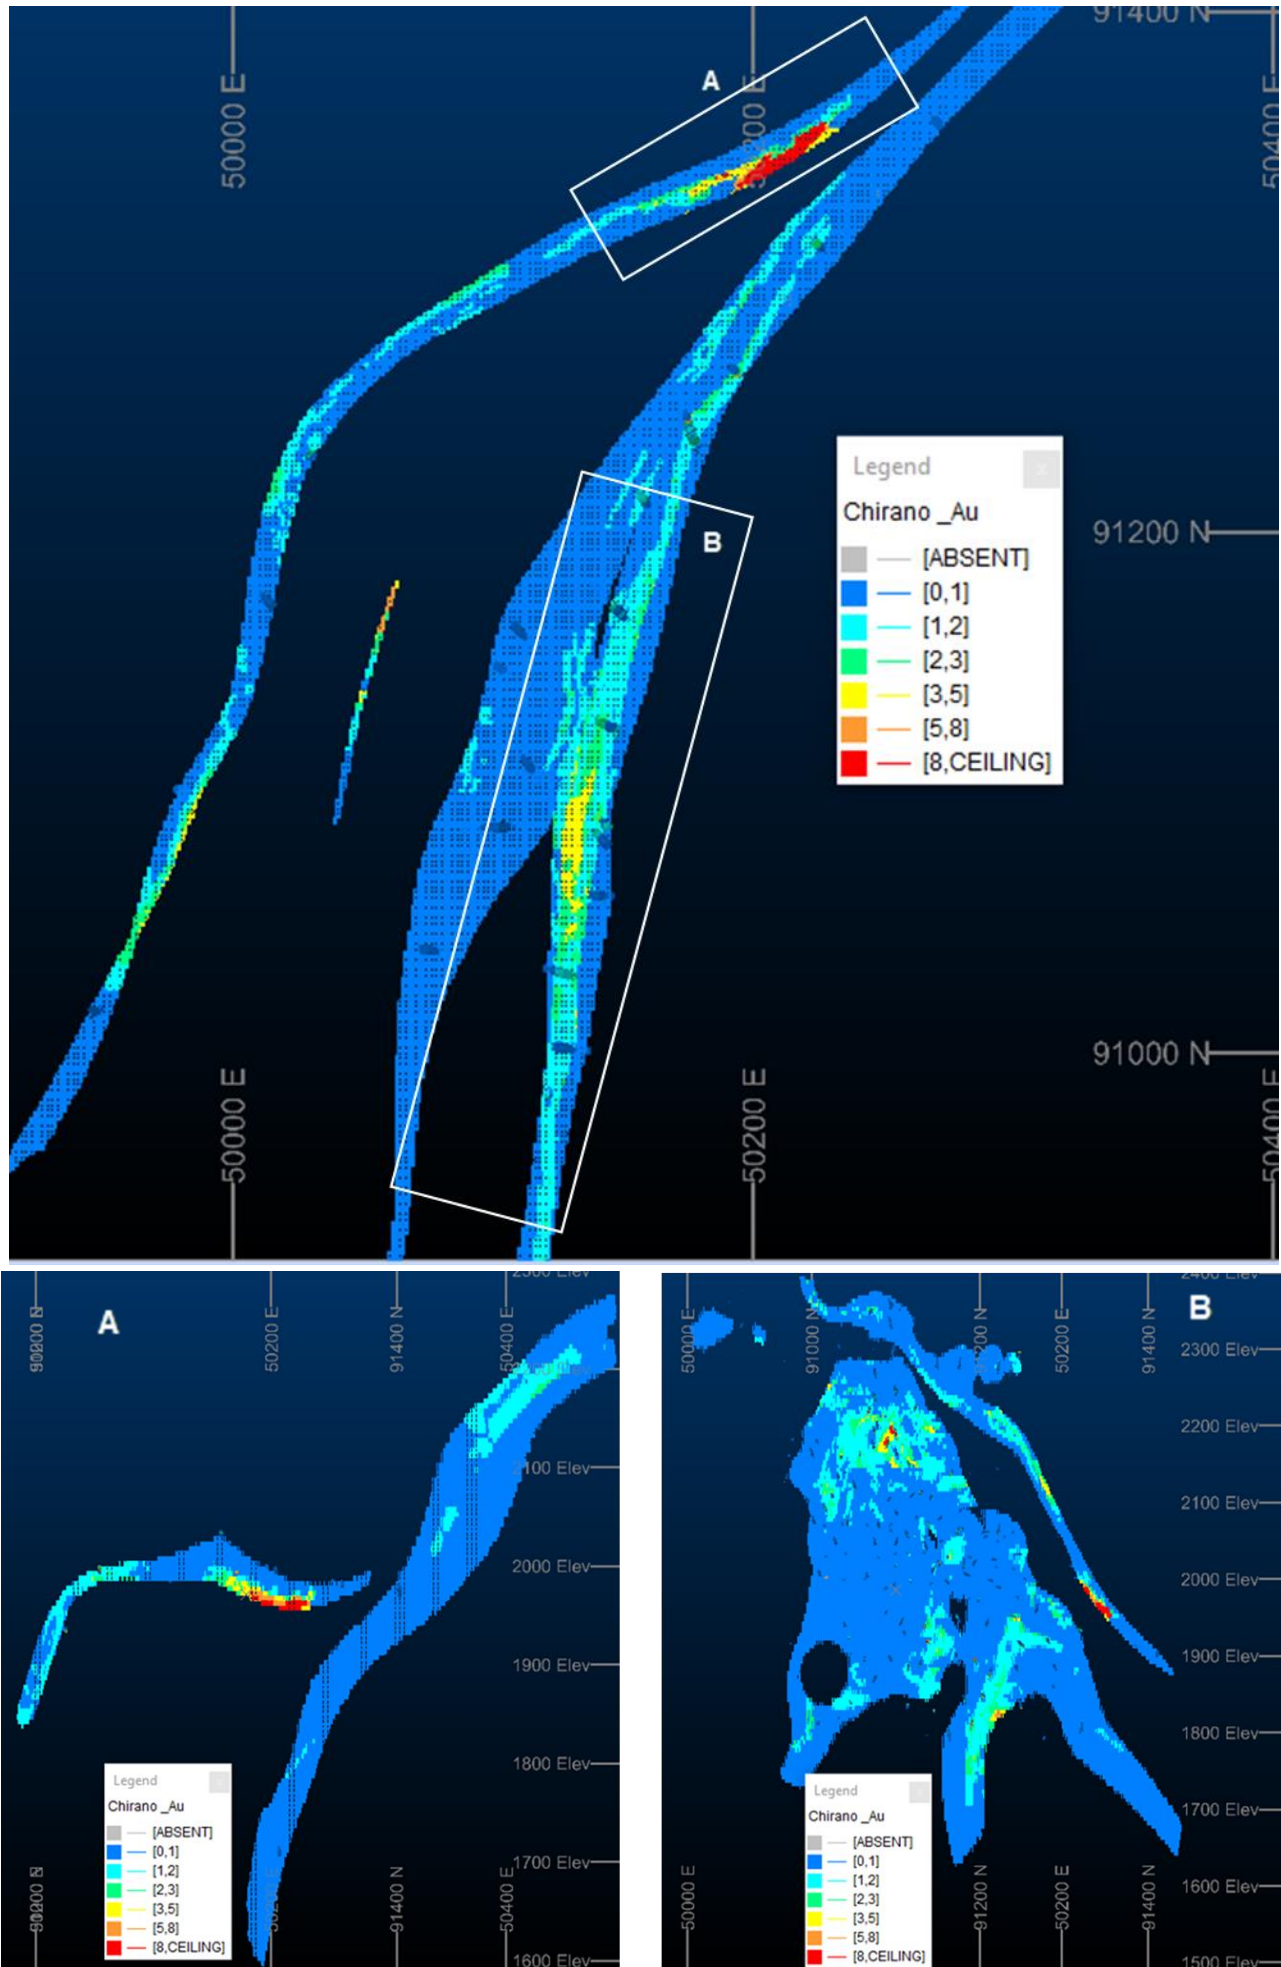 91400 N
A
50000 E
50200 E
50400 E
Legend
x
Chirano _Au
[ABSENT]
[0,1]
[1,2]
[2,3]
[3,5]
[5,8]
[8,CEILING]
91200 N
B
91000 N
50000 E
50200 E
50400 E
A
50200 E
91400 N
50400 E
2100 Elev
2000 Elev
1900 Elev
1800 Elev
1700 Elev
1600 Elev
Legend
Chirano _Au
[ABSENT]
[0,1]
[1,2]
[2,3]
[3,5]
[5,8]
[8,CEILING]
91400 N
50400 E
B
50000 E
91000 N
91200 N
50200 E
91400 N
2400 Elev
2300 Elev
2200 Elev
2100 Elev
2000 Elev
1900 Elev
1800 Elev
1700 Elev
1600 Elev
1500 Elev
Legend
Chirano _Au
[ABSENT]
[0,1]
[1,2]
[2,3]
[3,5]
[5,8]
[8,CEILING]
50000 E
91200 N
50200 E
91400 N